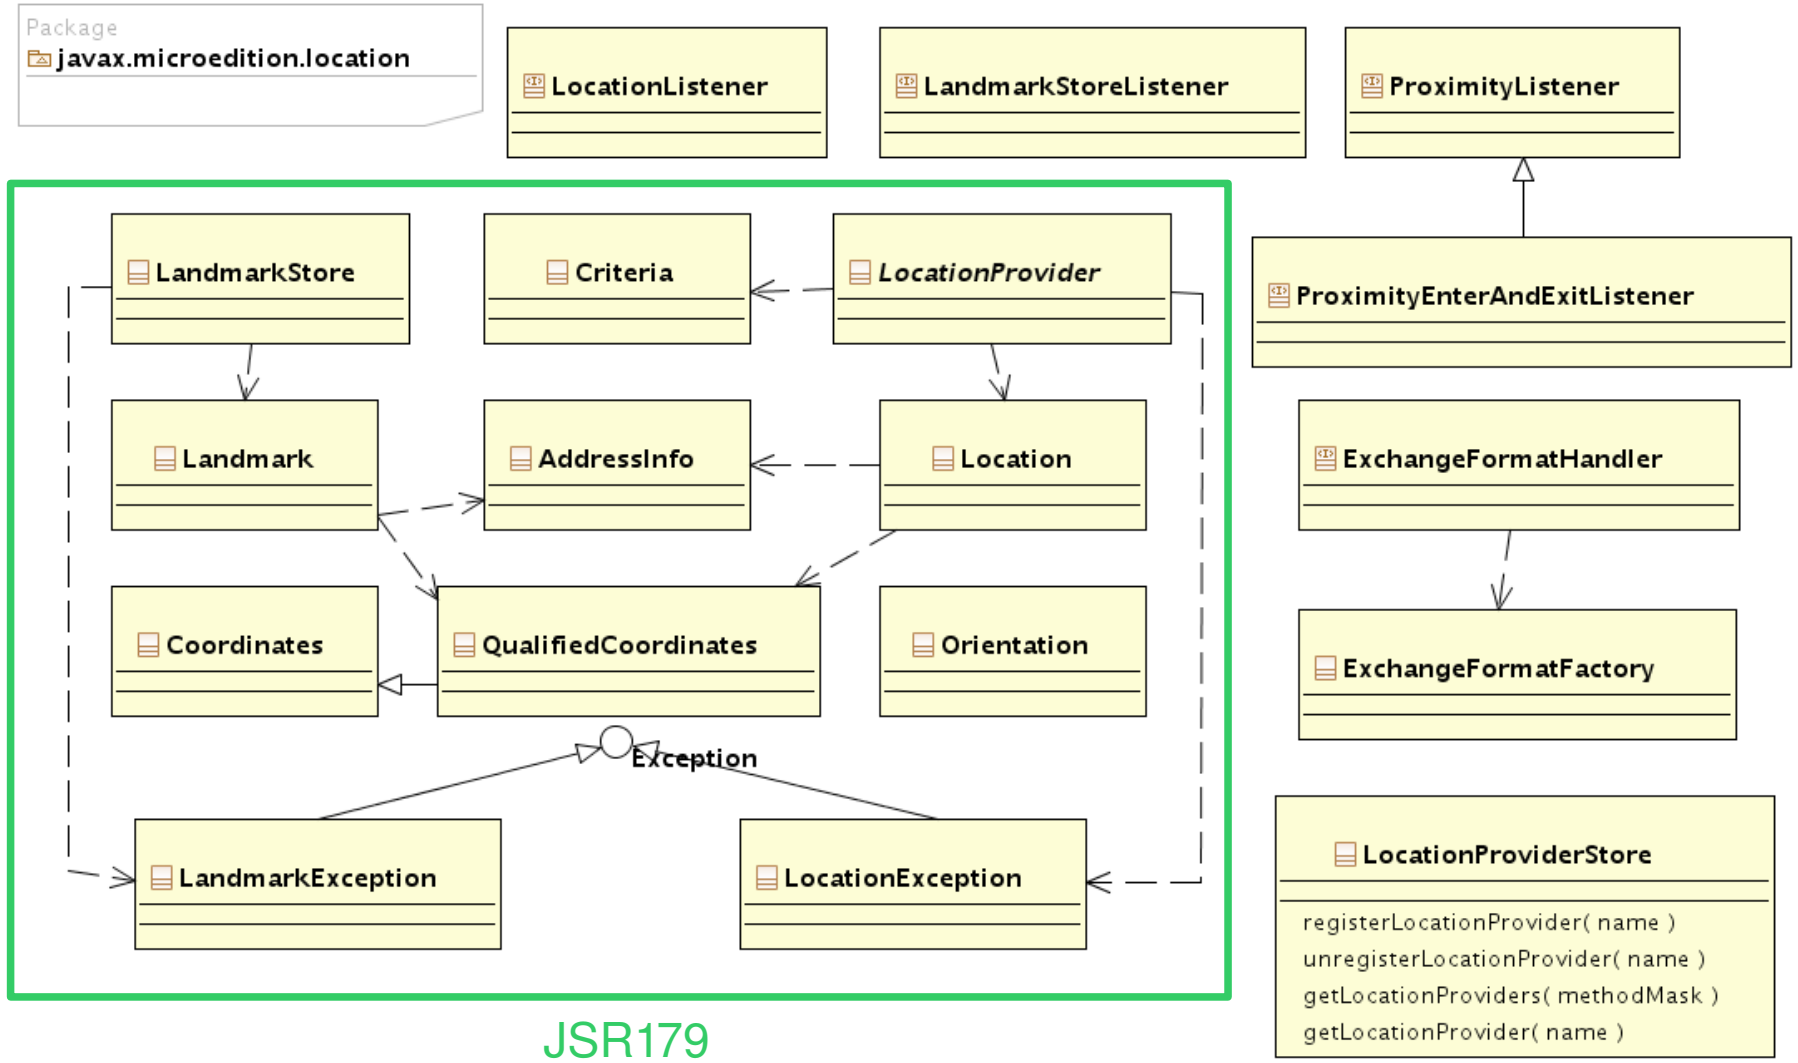 Package
javax.microedition.location
LocationListener
LandmarkStoreListener
ProximityListener
LandmarkStore
Criteria
LocationProvider
ProximityEnterAndExitListener
Landmark
AddressInfo
Location
ExchangeFormatHandler
Coordinates
QualifiedCoordinates
Orientation
ExchangeFormatFactory
Exception
LandmarkException
LocationException
LocationProviderStore
registerLocationProvider( name )
unregisterLocationProvider( name )
getLocationProviders( methodMask )
getLocationProvider( name )
JSR179